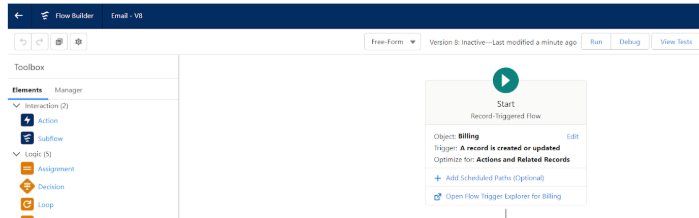 Flow Builder
Email - V8
Free-Form
Version 8: Inactive—Last modified a minute ago
Run
Debug
View Tests
Toolbox
Elements
Manager
Interaction (2)
Action
Subflow
Logic (5)
Assignment
Decision
Loop
Start
Record-Triggered Flow
Object: Billing
Edit
Trigger: A record is created or updated
Optimize for: Actions and Related Records
+ Add Scheduled Paths (Optional)
Open Flow Trigger Explorer for Billing